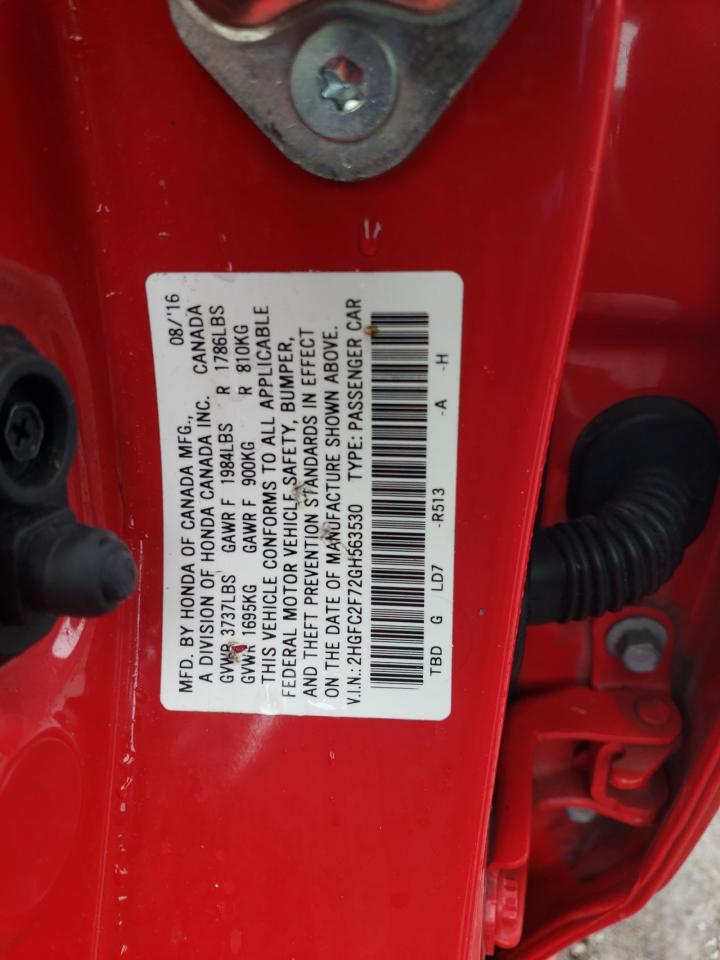 MFD. BY HONDA OF CANADA MFG., 08/'16
A DIVISION OF HONDA CANADA INC. CANADA
GVWR 3737LBS GAWR F 1984LBS R 1786LBS
GVWR 1695KG GAWR F 900KG R 810KG
THIS VEHICLE CONFORMS TO ALL APPLICABLE
FEDERAL MOTOR VEHICLE SAFETY, BUMPER,
AND THEFT PREVENTION STANDARDS IN EFFECT
ON THE DATE OF MANUFACTURE SHOWN ABOVE.
V.I.N.: 2HGFC2F72GH563530 TYPE: PASSENGER CAR
TBD G LD7 -R513 -A -H